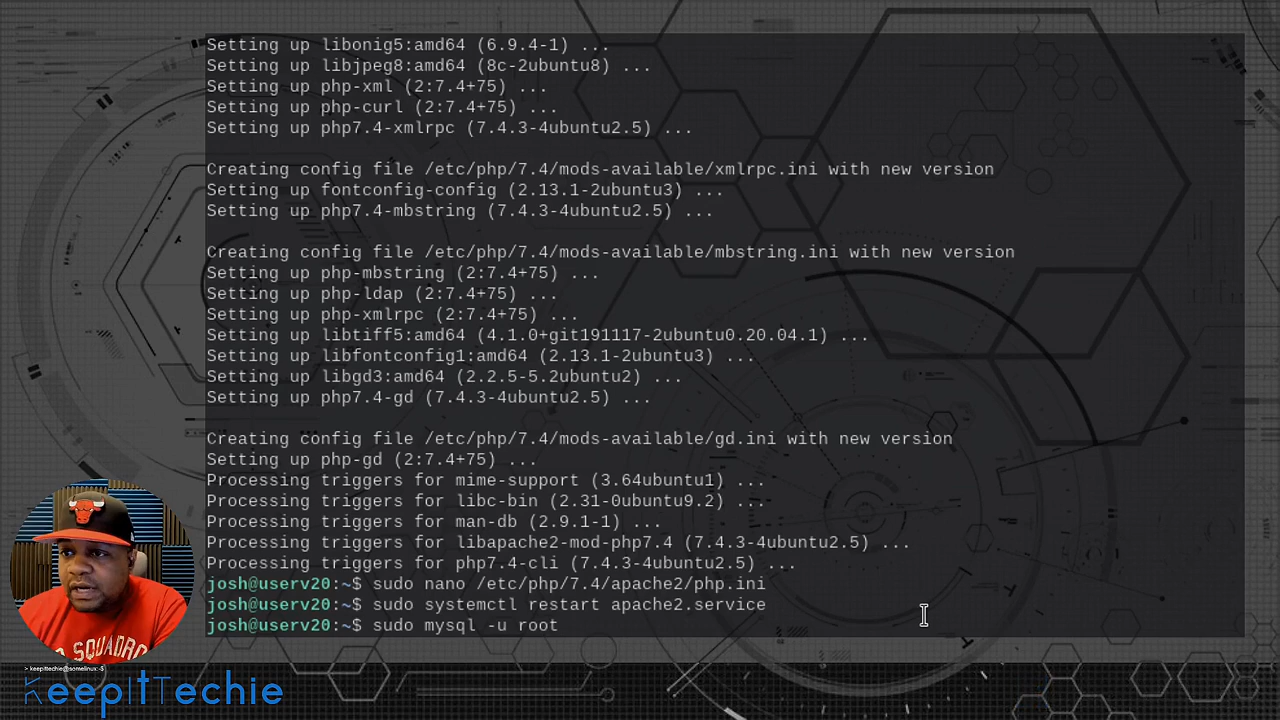 Setting up libonig5:amd64 (6.9.4-1) ...
Setting up libjpeg8:amd64 (8c-2ubuntu8) ...
Setting up php-xml (2:7.4+75) ...
Setting up php-curl (2:7.4+75) ...
Setting up php7.4-xmlrpc (7.4.3-4ubuntu2.5) ...
Creating config file /etc/php/7.4/mods-available/xmlrpc.ini with new version
Setting up fontconfig-config (2.13.1-2ubuntu3) ...
Setting up php7.4-mbstring (7.4.3-4ubuntu2.5) ...
Creating config file /etc/php/7.4/mods-available/mbstring.ini with new version
Setting up php-mbstring (2:7.4+75) ...
Setting up php-ldap (2:7.4+75) ...
Setting up php-xmlrpc (2:7.4+75) ...
Setting up libtiff5:amd64 (4.1.0+git191117-2ubuntu0.20.04.1) ...
Setting up libfontconfig1:amd64 (2.13.1-2ubuntu3) ...
Setting up libgd3:amd64 (2.2.5-5.2ubuntu2) ...
Setting up php7.4-gd (7.4.3-4ubuntu2.5) ...
Creating config file /etc/php/7.4/mods-available/gd.ini with new version
Setting up php-gd (2:7.4+75) ...
Processing triggers for mime-support (3.64ubuntu1) ...
Processing triggers for libc-bin (2.31-0ubuntu9.2) ...
Processing triggers for man-db (2.9.1-1) ...
Processing triggers for libapache2-mod-php7.4 (7.4.3-4ubuntu2.5) ...
Processing triggers for php7.4-cli (7.4.3-4ubuntu2.5) ...
josh@userv20:~$ sudo nano /etc/php/7.4/apache2/php.ini
josh@userv20:~$ sudo systemctl restart apache2.service
josh@userv20:~$ sudo mysql -u root
SQUADRO
> keepittechie@somelinux:-$
KeepItTechie